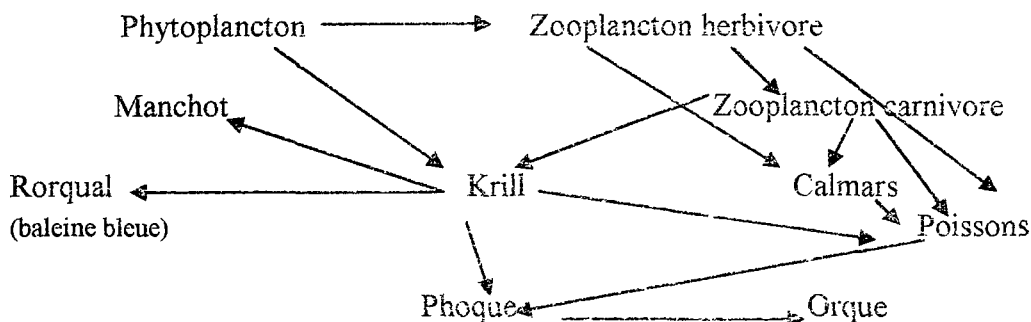 Phytoplancton Zooplancton herbivore
Manchot Zooplancton carnivore
Rorqual Krill Calmars
(baleine bleue) Poissons
Phoque Orque